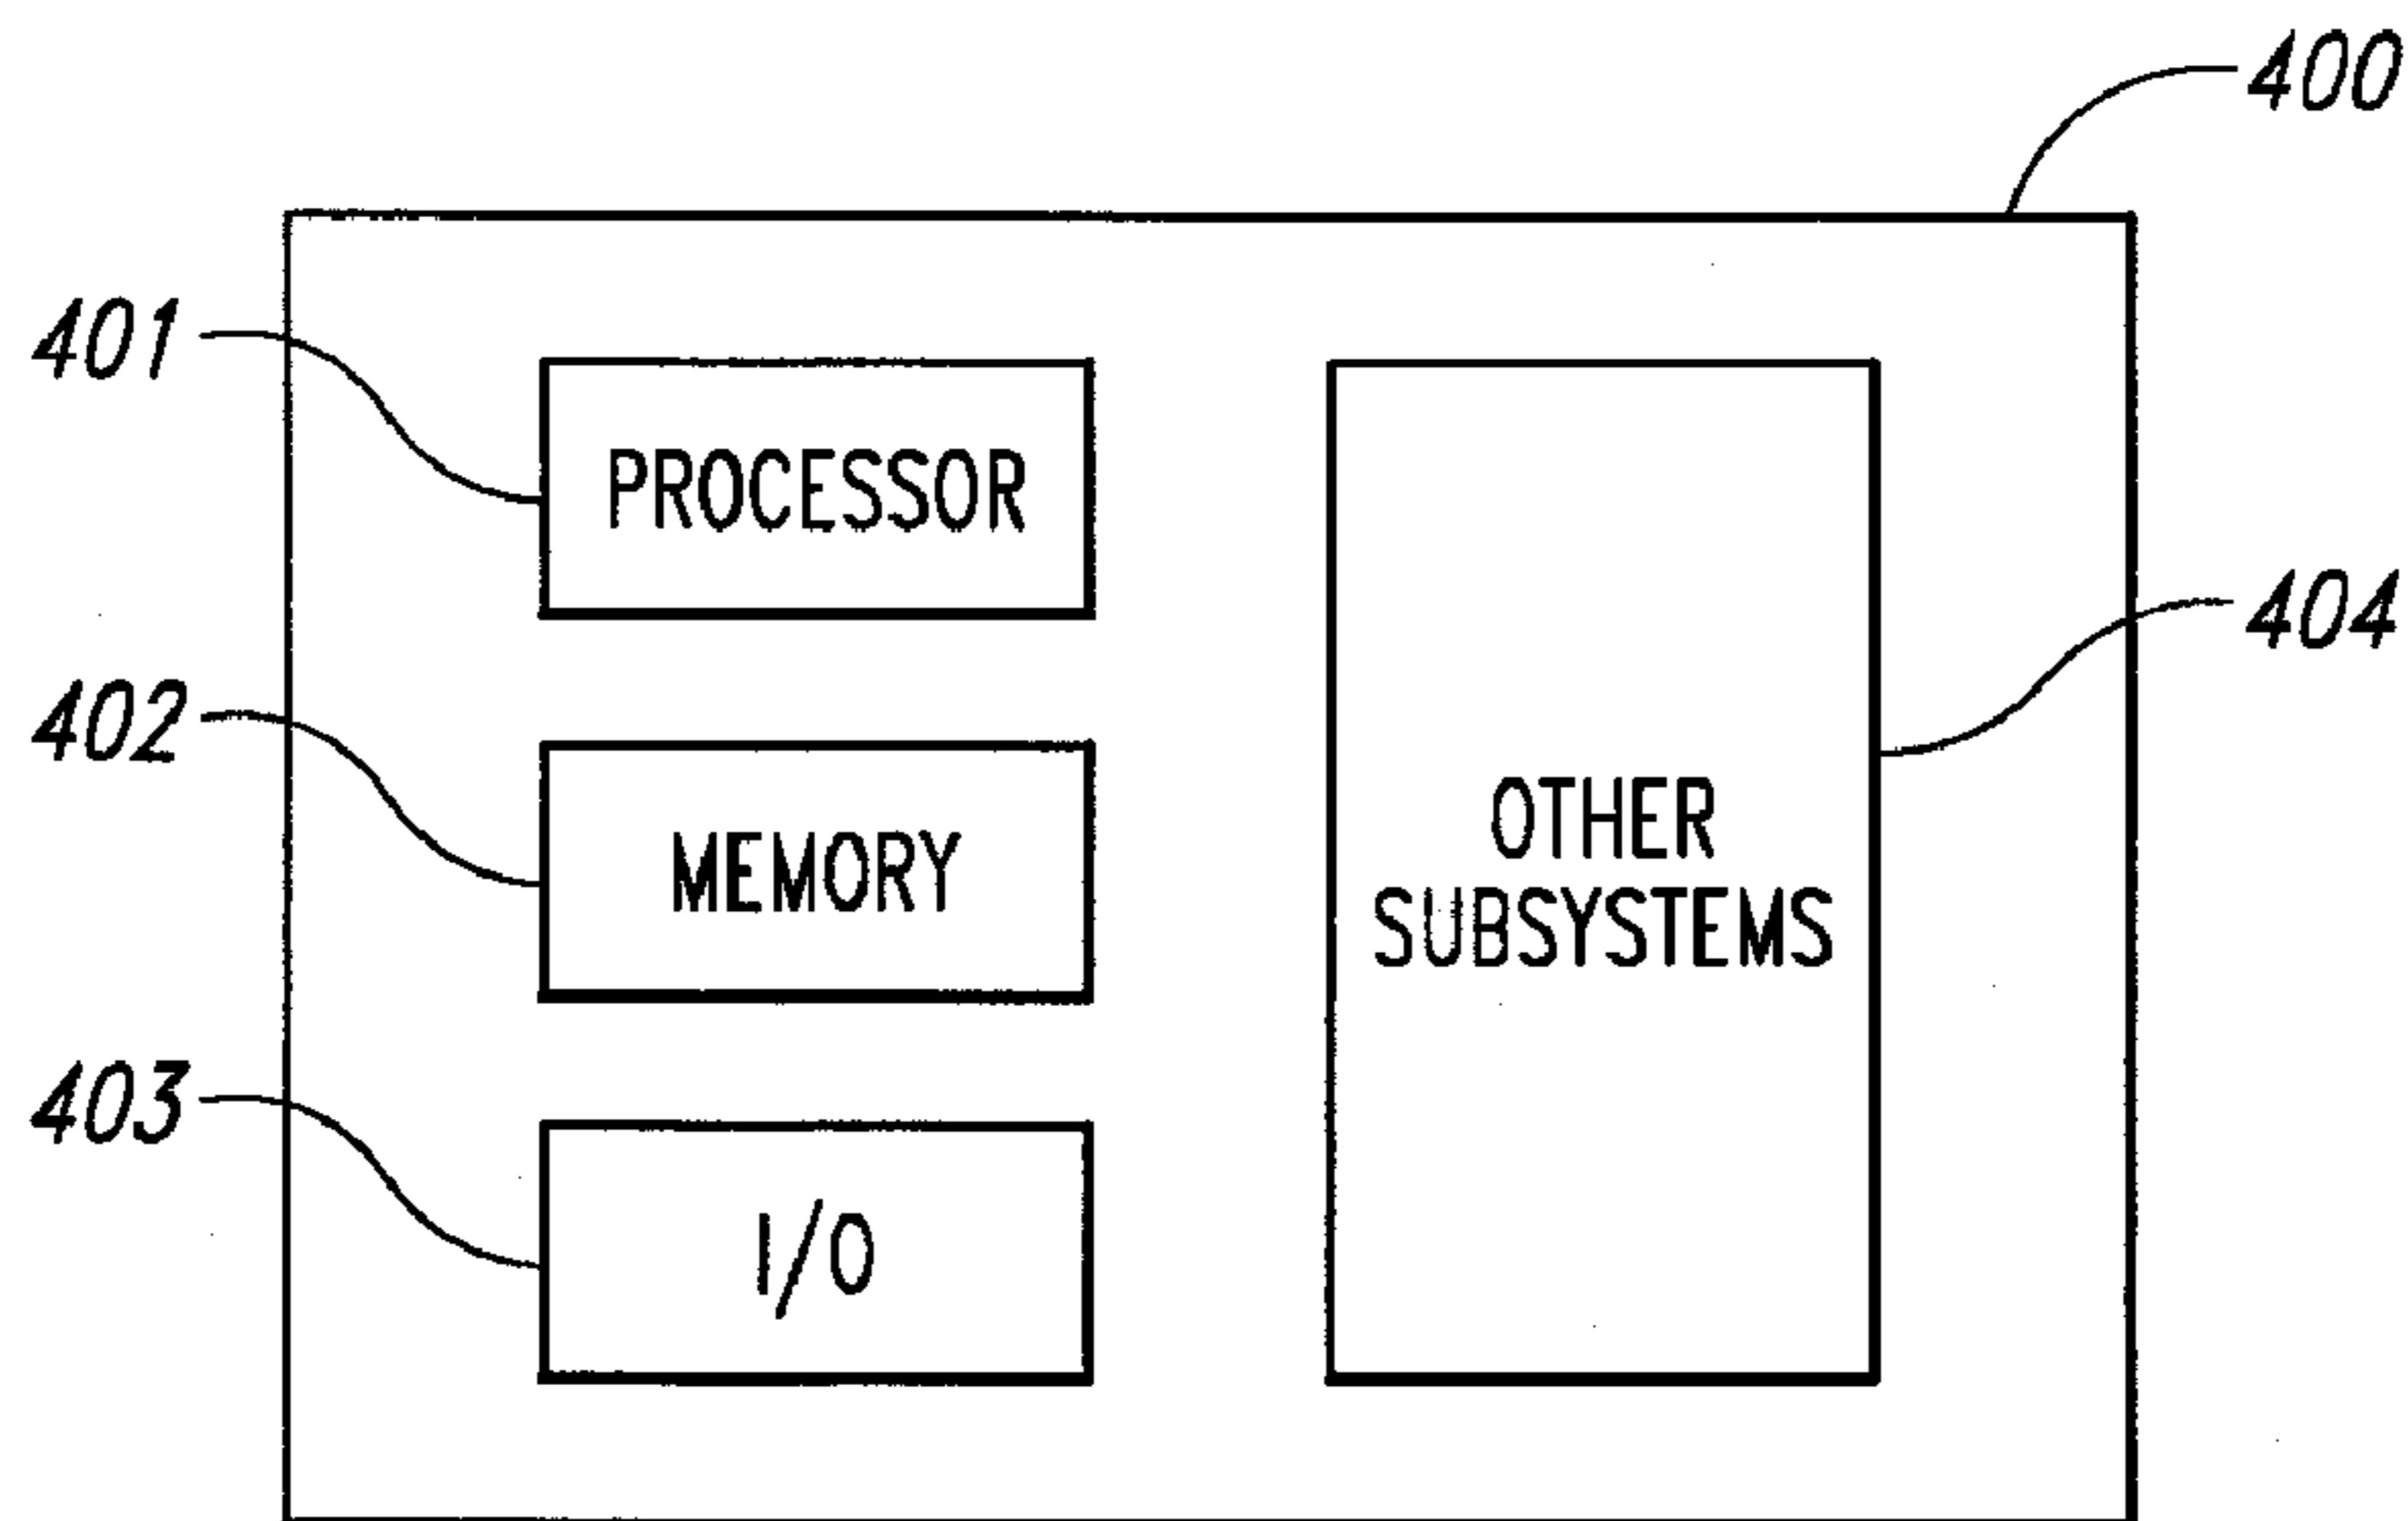 400
401
PROCESSOR
404
402
OTHER
SUBSYSTEMS
MEMORY
403
I/O